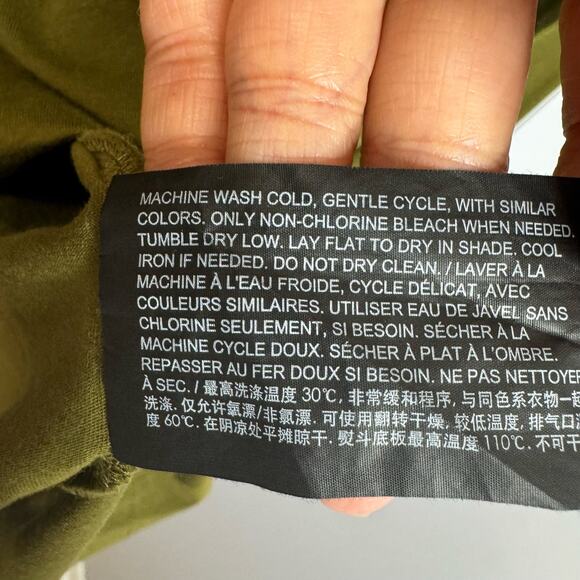 MACHINE WASH COLD, GENTLE CYCLE, WITH SIMILAR
COLORS. ONLY NON-CHLORINE BLEACH WHEN NEEDED.
TUMBLE DRY LOW. LAY FLAT TO DRY IN SHADE. COOL
IRON IF NEEDED. DO NOT DRY CLEAN. / LAVER À LA
MACHINE À L'EAU FROIDE, CYCLE DÉLICAT, AVEC
COULEURS SIMILAIRES. UTILISER EAU DE JAVEL SANS
CHLORINE SEULEMENT, SI BESOIN. SÉCHER À LA
MACHINE CYCLE DOUX. SÉCHER À PLAT À L'OMBRE.
REPASSER AU FER DOUX SI BESOIN. NE PAS NETTOYER
À SEC. / 最高洗涤温度 30℃, 非常缓和程序, 与同色系衣物一起
洗涤. 仅允许氧漂/非氯漂. 可使用翻转干燥, 较低温度, 排气口温
度 60℃. 在阴凉处平摊晾干. 熨斗底板最高温度 110℃. 不可干